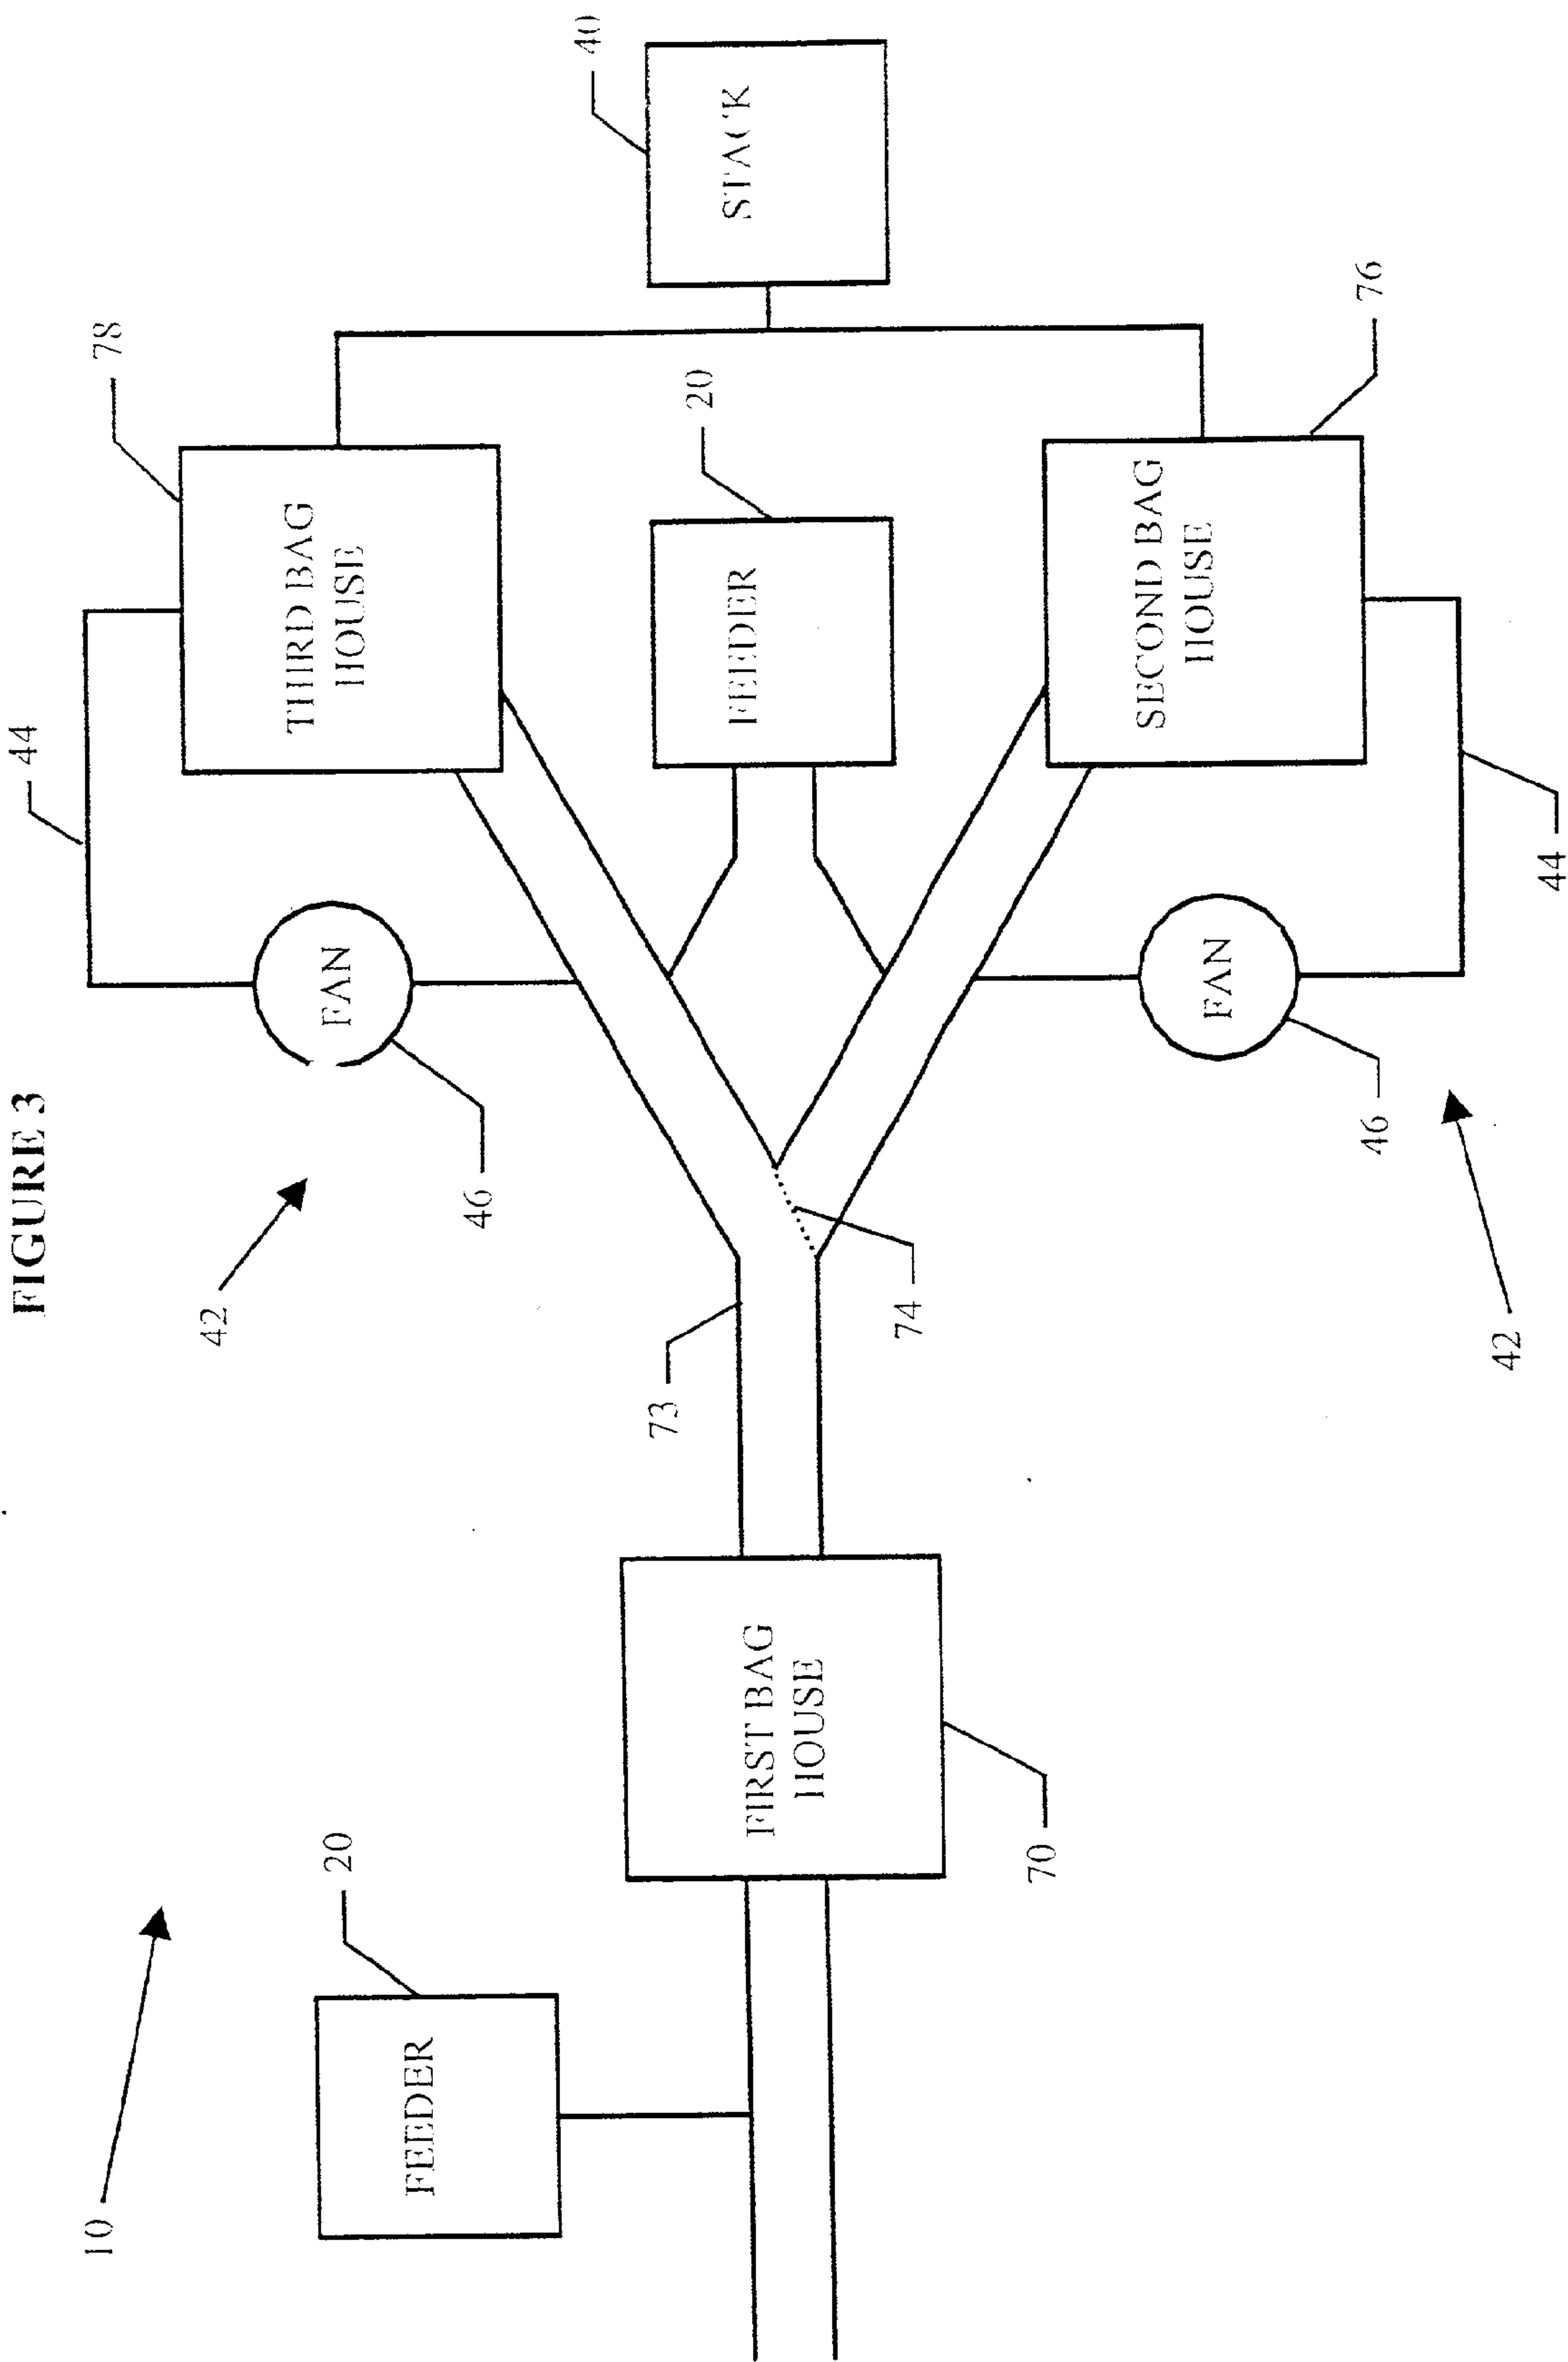 FIGURE 3
10
20
FEEDER
FIRST BAG
HOUSE
70
73
74
42
46
FAN
44
THIRD BAG
HOUSE
78
20
FEEDER
STACK
40
SECOND BAG
HOUSE
76
44
FAN
46
42